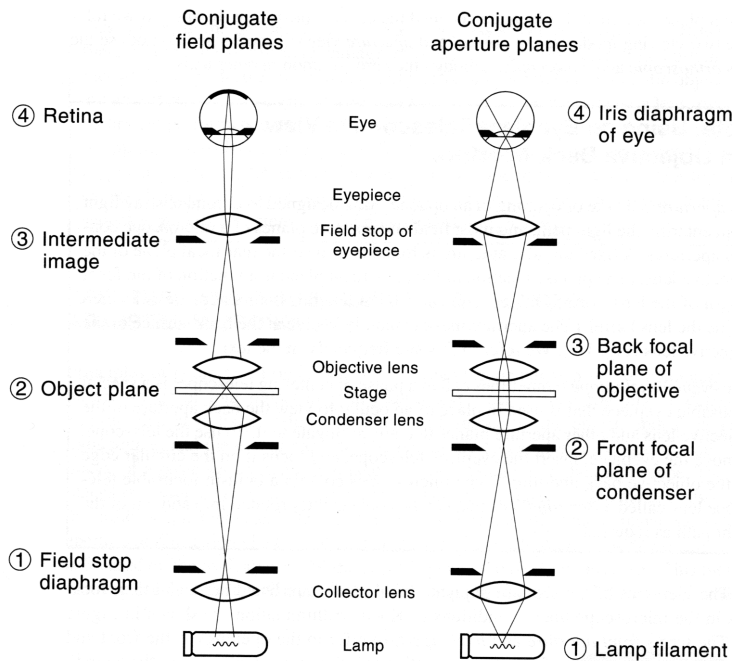 Conjugate
field planes
Conjugate
aperture planes
④ Retina
Eye
④ Iris diaphragm
of eye
Eyepiece
③ Intermediate
image
Field stop of
eyepiece
Objective lens
③ Back focal
plane of
objective
② Object plane
Stage
Condenser lens
② Front focal
plane of
condenser
① Field stop
diaphragm
Collector lens
Lamp
① Lamp filament